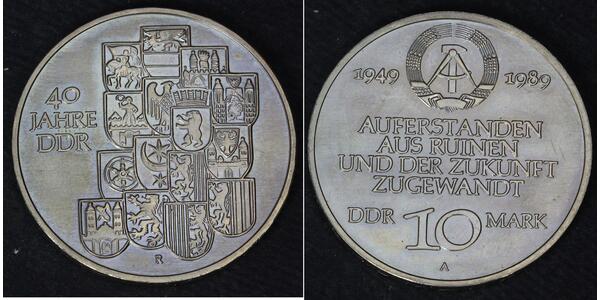 40
JAHRE
DDR
R
1949 1989
AUFERSTANDEN
AUS RUINEN
UND DER ZUKUNFT
ZUGEWANDT
DDR 10 MARK
A